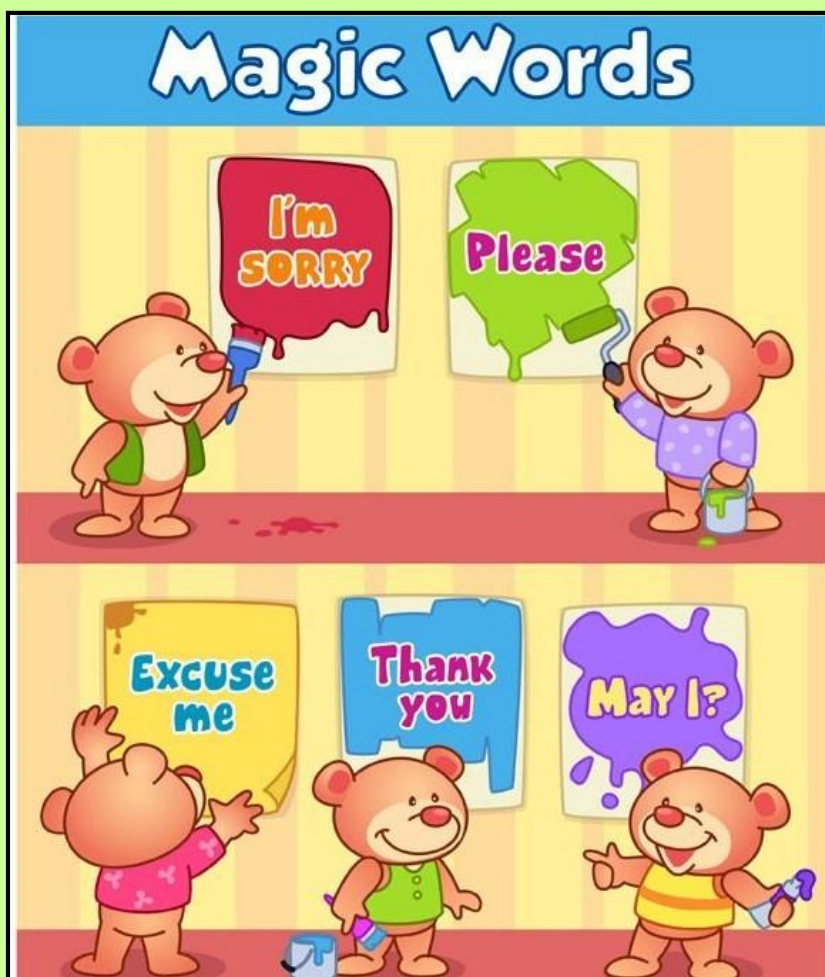 Magic Words
I'm
SORRY
Please
Excuse
me
Thank
you
May I?